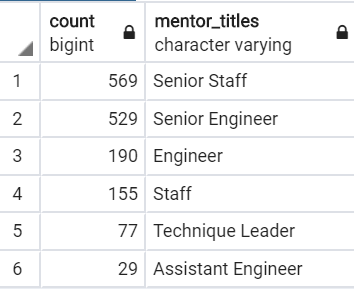 count mentor_titles
bigint character varying
1 569 Senior Staff
2 529 Senior Engineer
3 190 Engineer
4 155 Staff
5 77 Technique Leader
6 29 Assistant Engineer